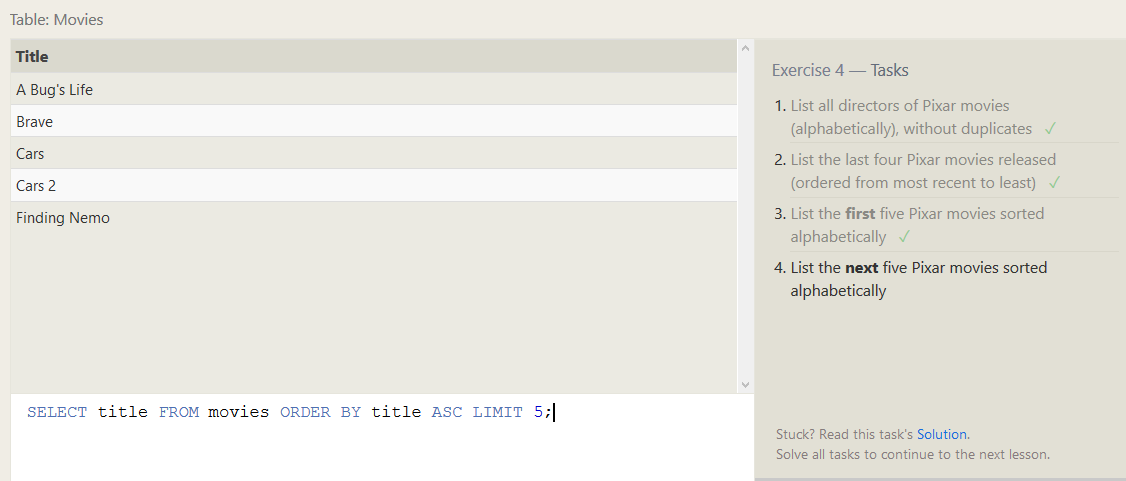 Table: Movies
Title
A Bug's Life
Brave
Cars
Cars 2
Finding Nemo
SELECT title FROM movies ORDER BY title ASC LIMIT 5;
Exercise 4 — Tasks
1. List all directors of Pixar movies
(alphabetically), without duplicates ✓
2. List the last four Pixar movies released
(ordered from most recent to least) ✓
3. List the first five Pixar movies sorted
alphabetically ✓
4. List the next five Pixar movies sorted
alphabetically
Stuck? Read this task's Solution.
Solve all tasks to continue to the next lesson.